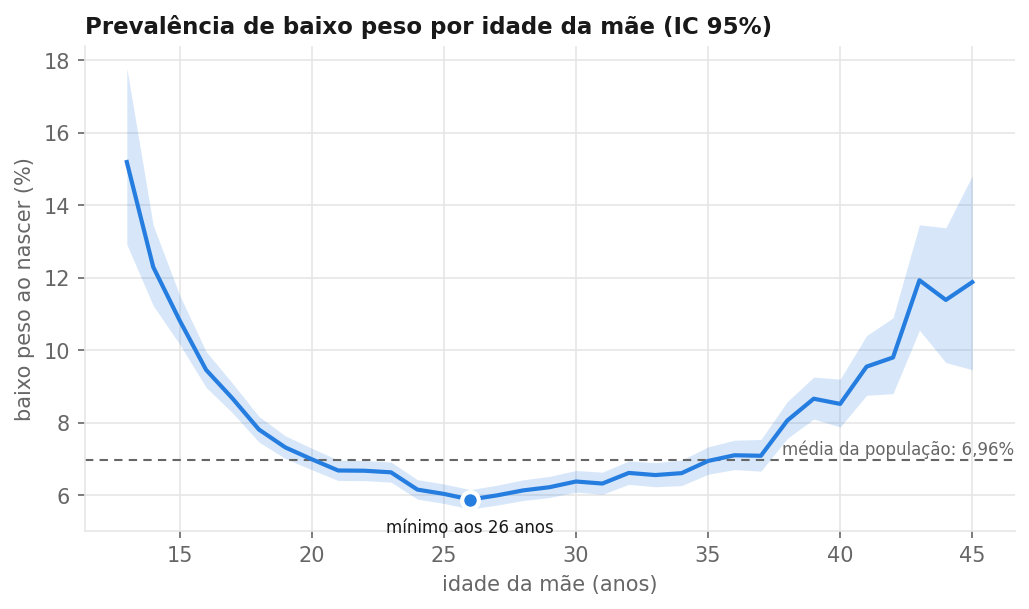 Prevalência de baixo peso por idade da mãe (IC 95%)
baixo peso ao nascer (%)
18
16
14
12
10
8
6
média da população: 6,96%
mínimo aos 26 anos
15 20 25 30 35 40 45
idade da mãe (anos)